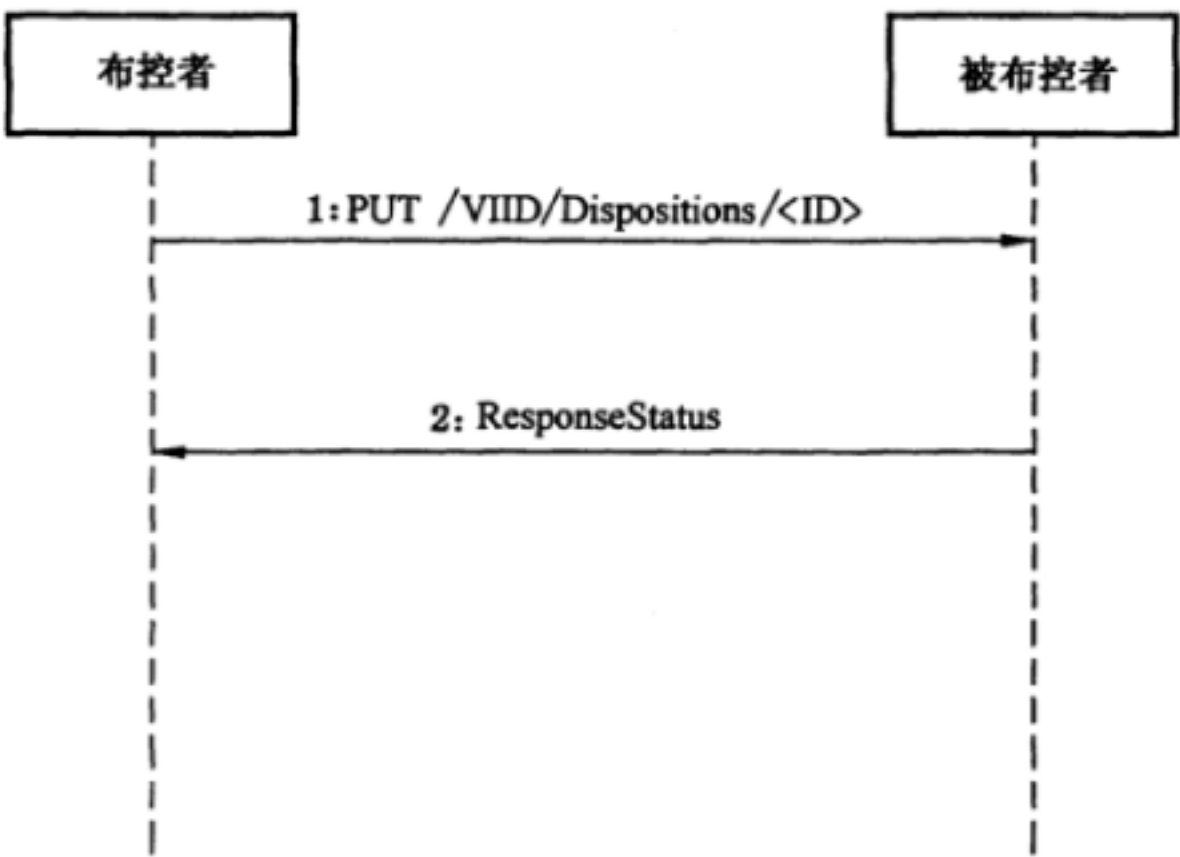 布控者
被布控者
1:PUT /VIID/Dispositions/<ID>
2: ResponseStatus